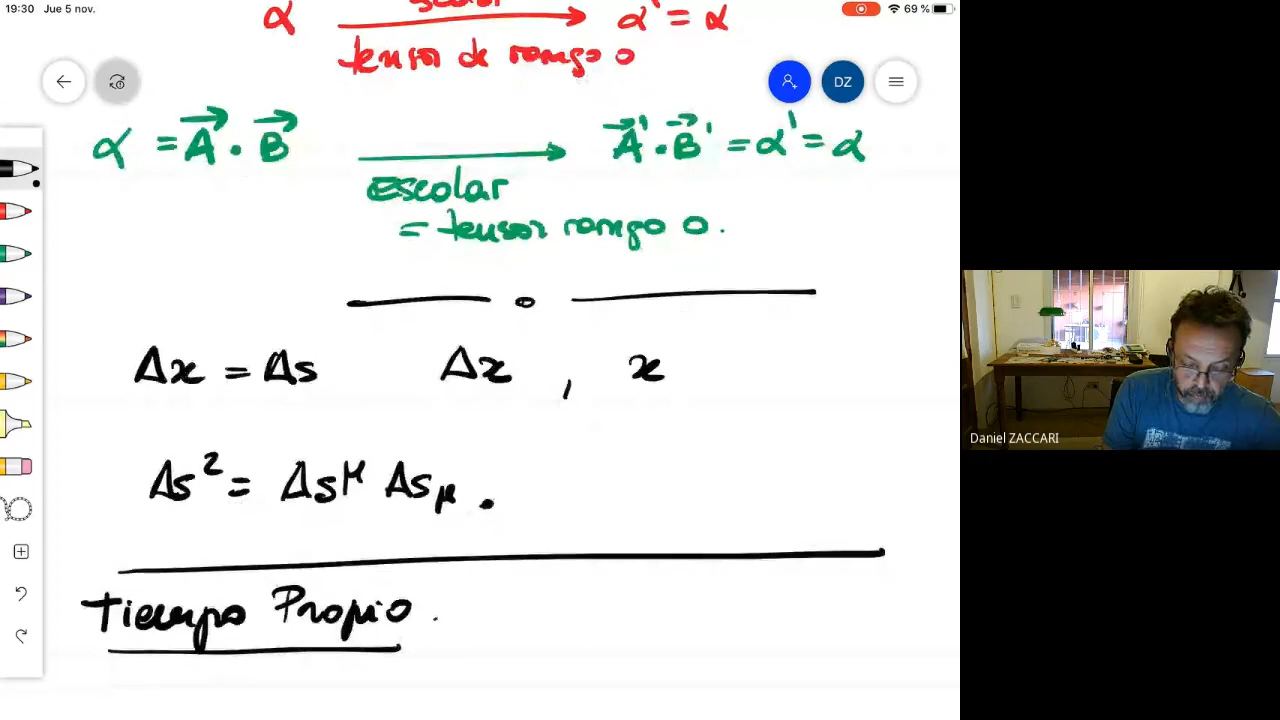 19:30 Jue 5 nov. 69 %
α → α' = α
tensor de rango 0
DZ
α = A⃗ . B⃗ → A⃗' . B⃗' = α' = α
Escalar
= tensor rango 0.
Δx = Δs Δx , x
Daniel ZACCARI
Δs² = Δs^μ Δs_μ .
Tiempo Propio.